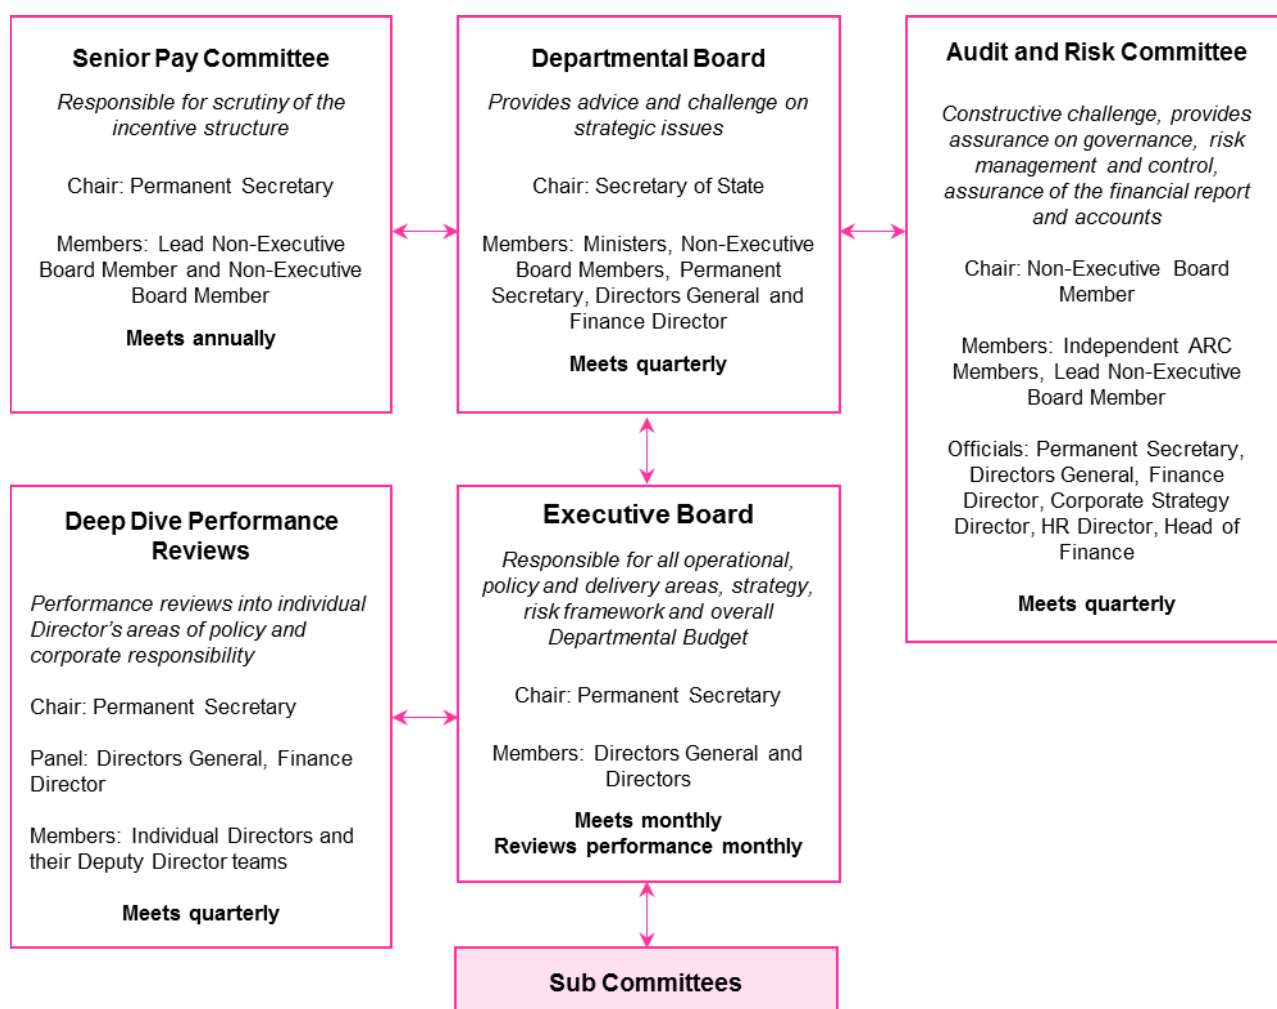 Senior Pay Committee
Responsible for scrutiny of the
incentive structure
Chair: Permanent Secretary
Members: Lead Non-Executive
Board Member and Non-Executive
Board Member
Meets annually
Departmental Board
Provides advice and challenge on
strategic issues
Chair: Secretary of State
Members: Ministers, Non-Executive
Board Members, Permanent
Secretary, Directors General and
Finance Director
Meets quarterly
Audit and Risk Committee
Constructive challenge, provides
assurance on governance, risk
management and control,
assurance of the financial report
and accounts
Chair: Non-Executive Board
Member
Members: Independent ARC
Members, Lead Non-Executive
Board Member
Officials: Permanent Secretary,
Directors General, Finance
Director, Corporate Strategy
Director, HR Director, Head of
Finance
Meets quarterly
Deep Dive Performance
Reviews
Performance reviews into individual
Director's areas of policy and
corporate responsibility
Chair: Permanent Secretary
Panel: Directors General, Finance
Director
Members: Individual Directors and
their Deputy Director teams
Meets quarterly
Executive Board
Responsible for all operational,
policy and delivery areas, strategy,
risk framework and overall
Departmental Budget
Chair: Permanent Secretary
Members: Directors General and
Directors
Meets monthly
Reviews performance monthly
Sub Committees